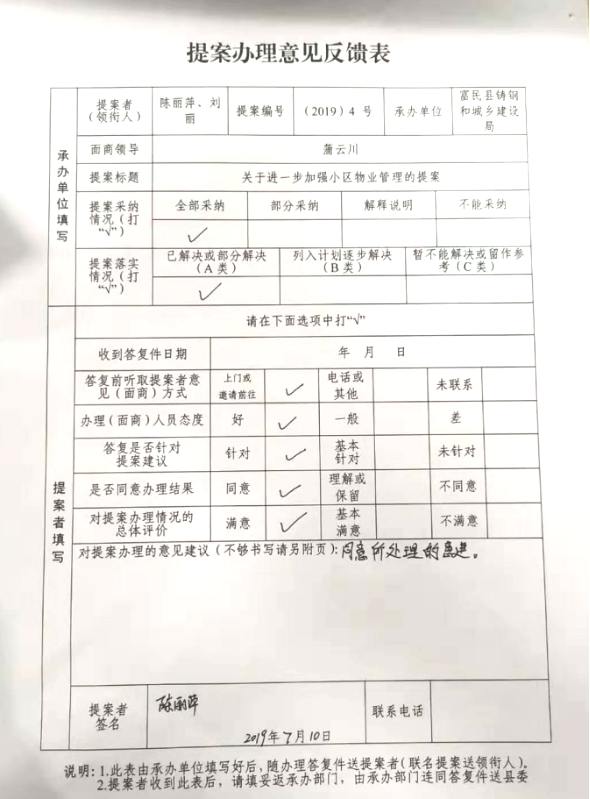 提案办理意见反馈表
承办单位填写
提案者
（领衔人）
陈丽萍、刘
丽
提案编号
（2019）4 号
承办单位
富民县铸钢
和城乡建设
局
面商领导
蒲云川
提案标题
关于进一步加强小区物业管理的提案
提案采纳
情况（打
“√”）
全部采纳
部分采纳
解释说明
不能采纳
✓
提案落实
情况（打
“√”）
已解决或部分解决
（A 类）
列入计划逐步解决
（B 类）
暂不能解决或留作参
考（C 类）
✓
提案者填写
请在下面选项中打“√”
收到答复件日期
年 月 日
答复前听取提案者意
见（面商）方式
上门或
邀请前往
✓
电话或
其他
未联系
办理（面商）人员态度
好
✓
一般
差
答复是否针对
提案建议
针对
✓
基本
针对
未针对
是否同意办理结果
同意
✓
理解或
保留
不同意
对提案办理情况的
总体评价
满意
✓
基本
满意
不满意
对提案办理的意见建议（不够书写请另附页）：同意所处理的意见。
提案者
签名
陈丽萍
2019年7月10日
联系电话
说明：1.此表由承办单位填写好后，随办理答复件送提案者（联名提案送领衔人）。
2.提案者收到此表后，请填妥返承办部门，由承办部门连同答复件送县委